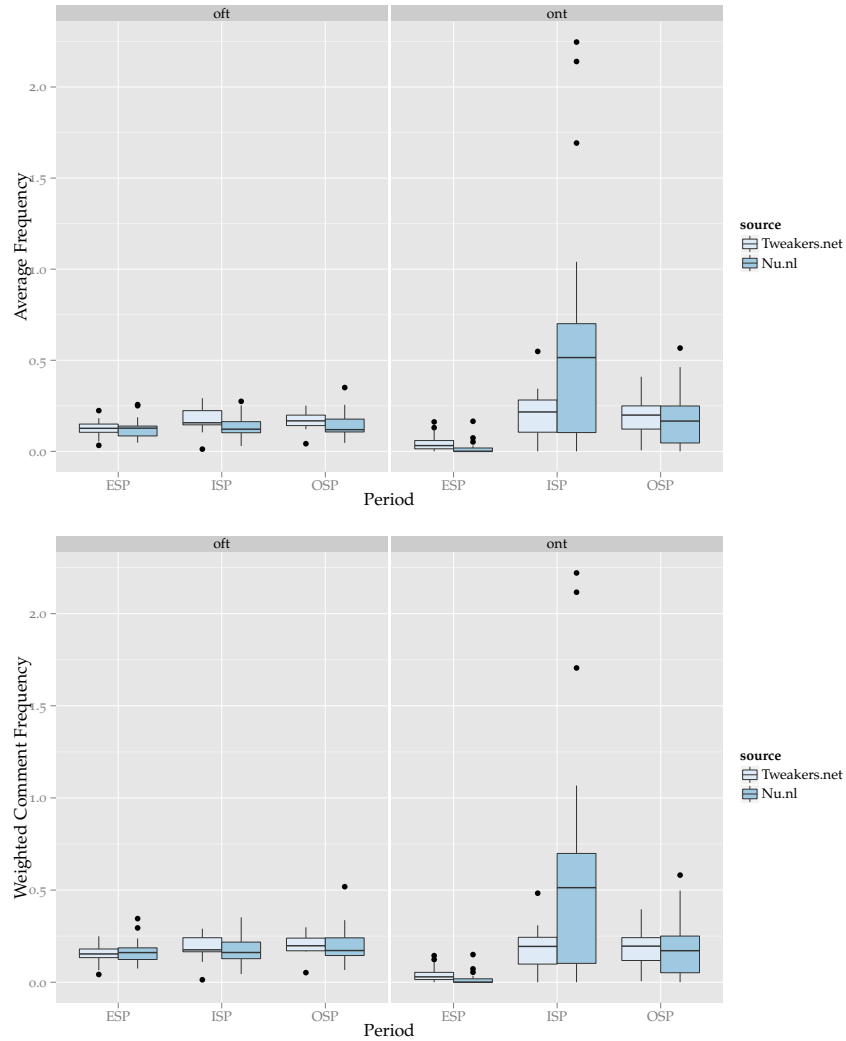 oft ont
2.0
1.5
1.0
0.5
0.0
Average Frequency
ESP ISP OSP ESP ISP OSP
Period
source
Tweakers.net
Nu.nl
oft ont
2.0
1.5
1.0
0.5
0.0
Weighted Comment Frequency
ESP ISP OSP ESP ISP OSP
Period
source
Tweakers.net
Nu.nl